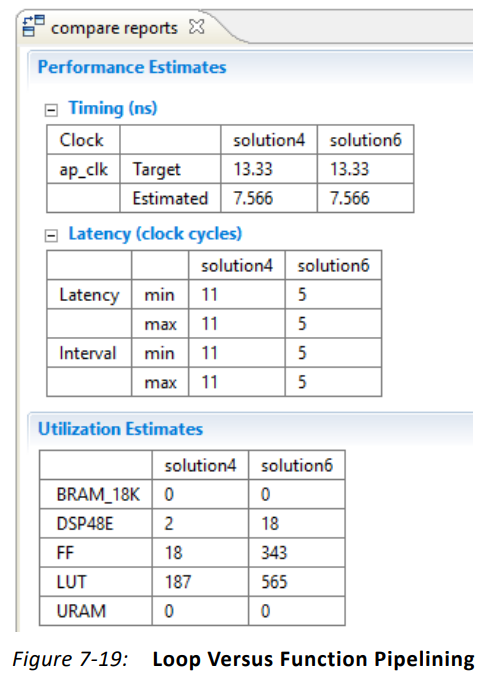 compare reports
Performance Estimates
Timing (ns)
Clock solution4 solution6
ap_clk Target 13.33 13.33
Estimated 7.566 7.566
Latency (clock cycles)
solution4 solution6
Latency min 11 5
max 11 5
Interval min 11 5
max 11 5
Utilization Estimates
solution4 solution6
BRAM_18K 0 0
DSP48E 2 18
FF 18 343
LUT 187 565
URAM 0 0
Figure 7-19: Loop Versus Function Pipelining